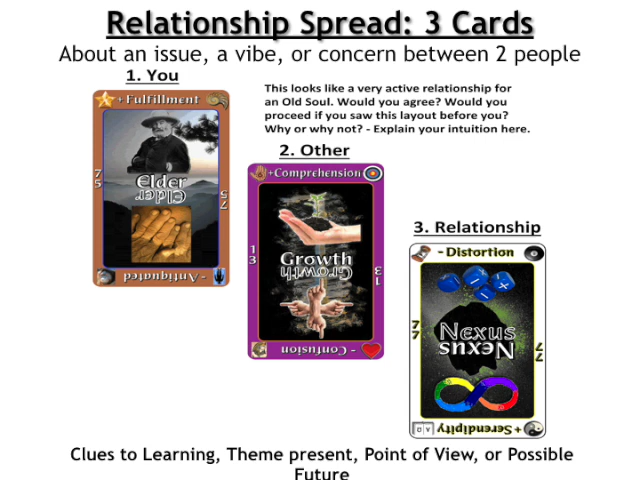 Relationship Spread: 3 Cards
About an issue, a vibe, or concern between 2 people
1. You
This looks like a very active relationship for
an Old Soul. Would you agree? Would you
proceed if you saw this layout before you?
Why or why not? - Explain your intuition here.
+Fulfillment
75
Elder
Elder
57
- Antiquated
2. Other
+Comprehension
13
Growth
Growth
31
- Confusion
3. Relationship
- Distortion
77
Nexus
Nexus
77
Serendipity +
Clues to Learning, Theme present, Point of View, or Possible
Future